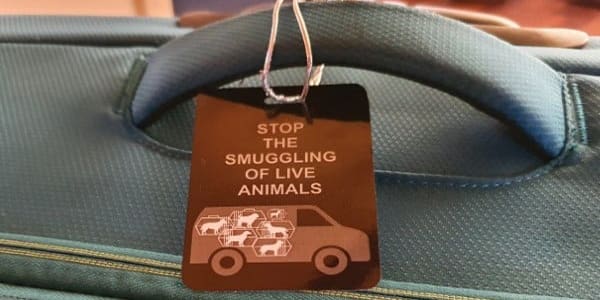 STOP
THE
SMUGGLING
OF LIVE
ANIMALS